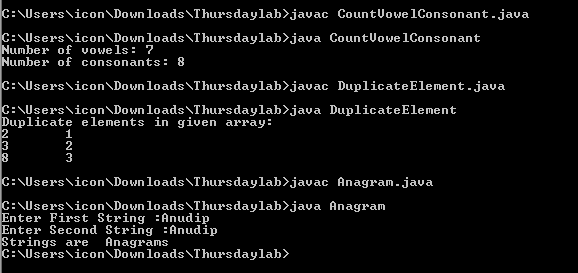 C:\Users\icon\Downloads\Thursdaylab>javac CountVowelConsonant.java
C:\Users\icon\Downloads\Thursdaylab>java CountVowelConsonant
Number of vowels: 7
Number of consonants: 8
C:\Users\icon\Downloads\Thursdaylab>javac DuplicateElement.java
C:\Users\icon\Downloads\Thursdaylab>java DuplicateElement
Duplicate elements in given array:
2       1
3       2
8       3
C:\Users\icon\Downloads\Thursdaylab>javac Anagram.java
C:\Users\icon\Downloads\Thursdaylab>java Anagram
Enter First String :Anudip
Enter Second String :Anudip
Strings are  Anagrams
C:\Users\icon\Downloads\Thursdaylab>